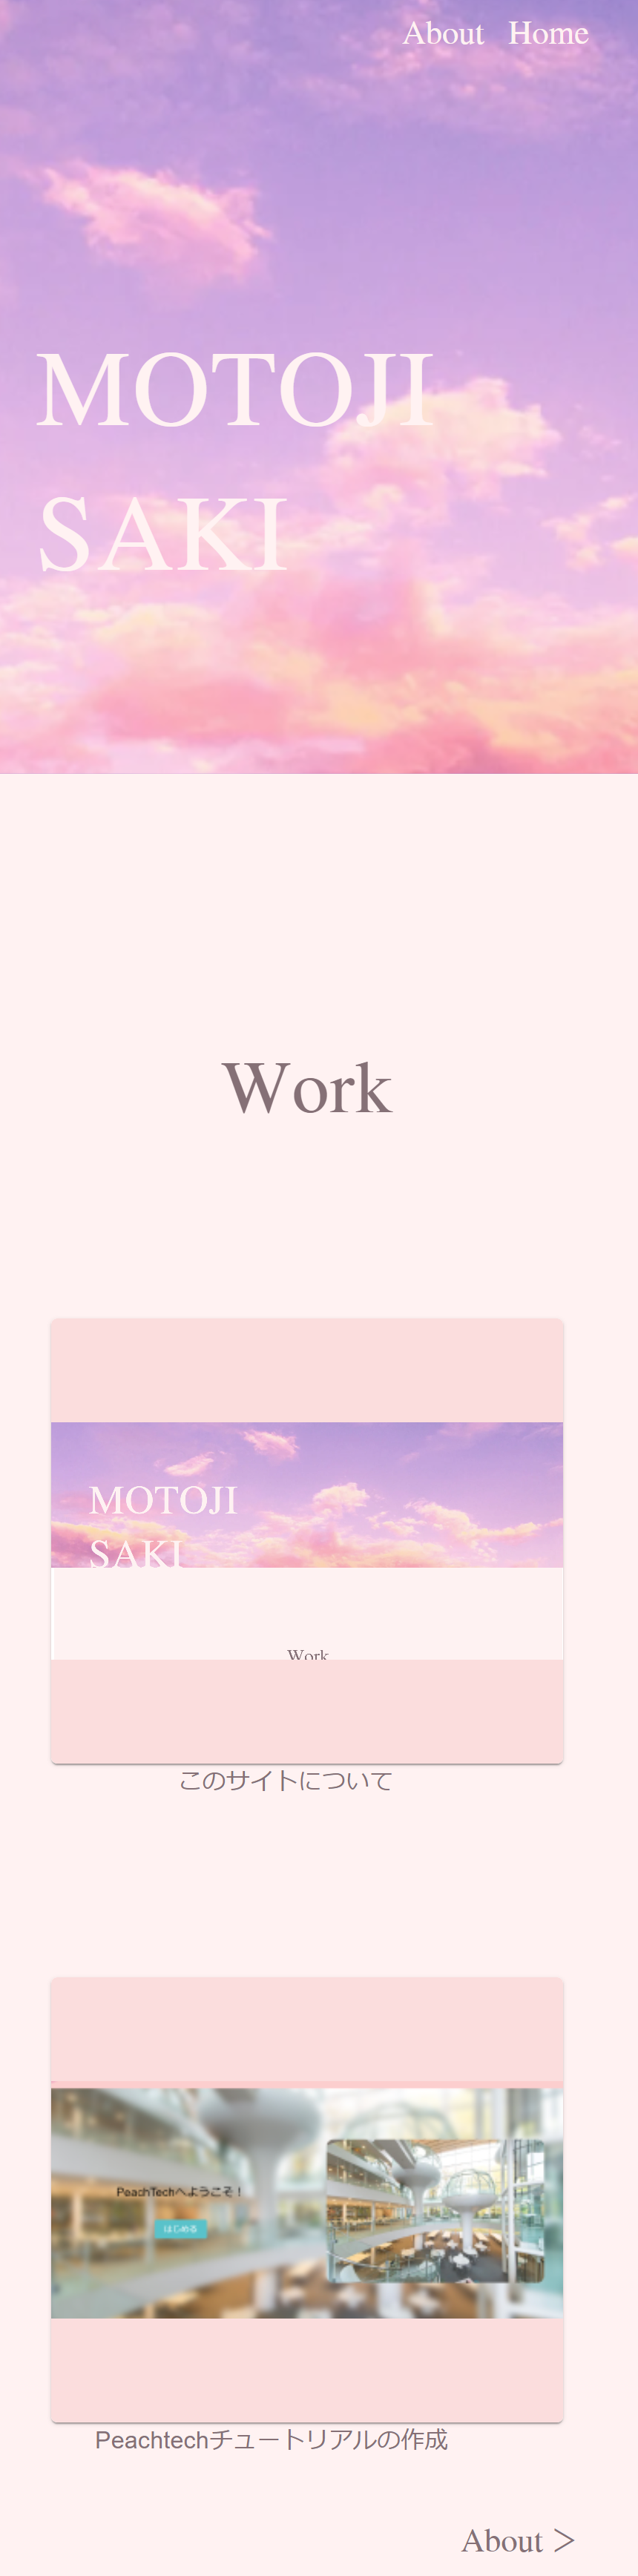 About Home
MOTOJI
SAKI
Work
MOTOJI
SAKI
Work
このサイトについて
PeachTechへようこそ！
はじめる
Peachtechチュートリアルの作成
About >